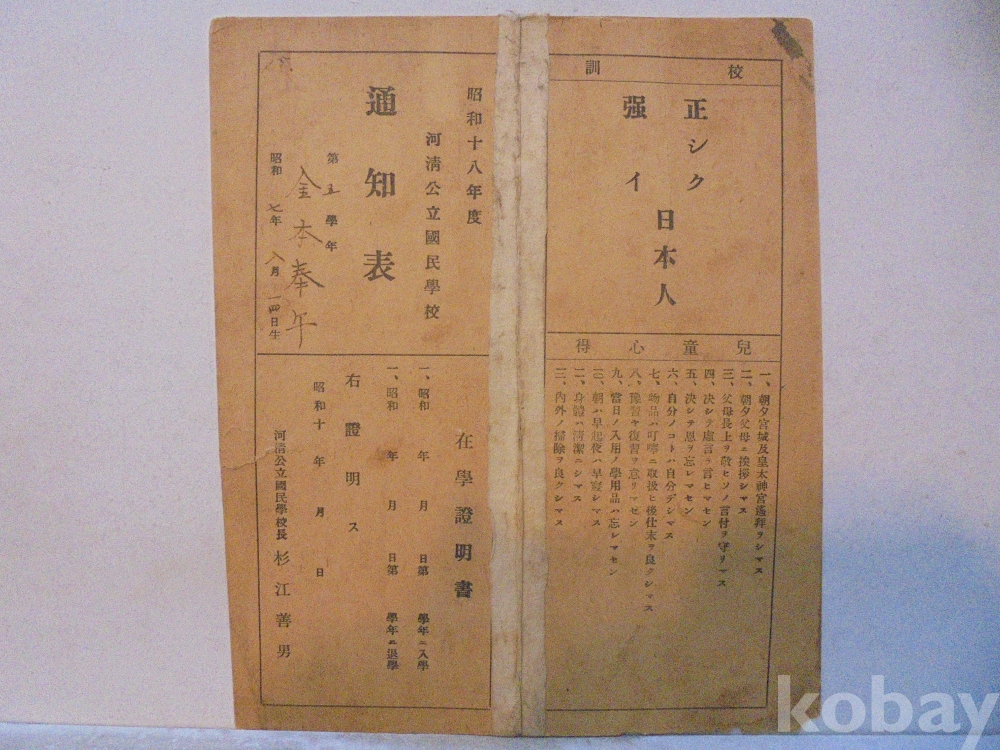 校訓
正シク
强イ
日本人
兒童心得
一、朝夕宮城及皇太神宮遙拜ヲシマス
二、朝夕父母ニ挨拶シマス
三、父母長上ヲ敬ヒソノ言付ヲ守リマス
四、決シテ虛言ヲ言ヒマセン
五、決シテ恩ヲ忘レマセン
六、自分ノコトハ自分デシマス
七、物品ハ叮嚀ニ取扱ヒ後仕末ヲ良クシマス
八、豫習ヤ復習ヲ怠リマセン
九、當日ノ入用ノ學用品ハ忘レマセン
一〇、朝ハ早起夜ハ早寢シマス
一一、身體ハ淸潔ニシマス
一二、內外ノ掃除ヲ良クシマス
昭和十八年度
河淸公立國民學校
通知表
第五學年
金本奉午
昭和七年八月一四日生
在學證明書
一、昭和 年 月 日第 學年ニ入學
一、昭和 年 月 日第 學年ニ退學
右證明ス
昭和十 年 月 日
河淸公立國民學校長 杉江善男
kobay